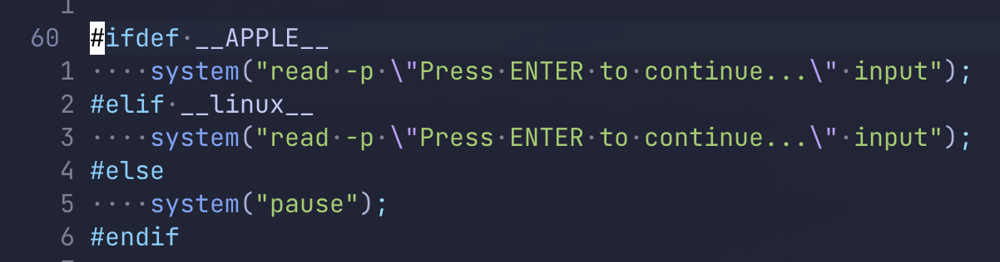 1
60 #ifdef __APPLE__
1 ····system("read·-p·\"Press·ENTER·to·continue...\"·input");
2 #elif·__linux__
3 ····system("read·-p·\"Press·ENTER·to·continue...\"·input");
4 #else
5 ····system("pause");
6 #endif